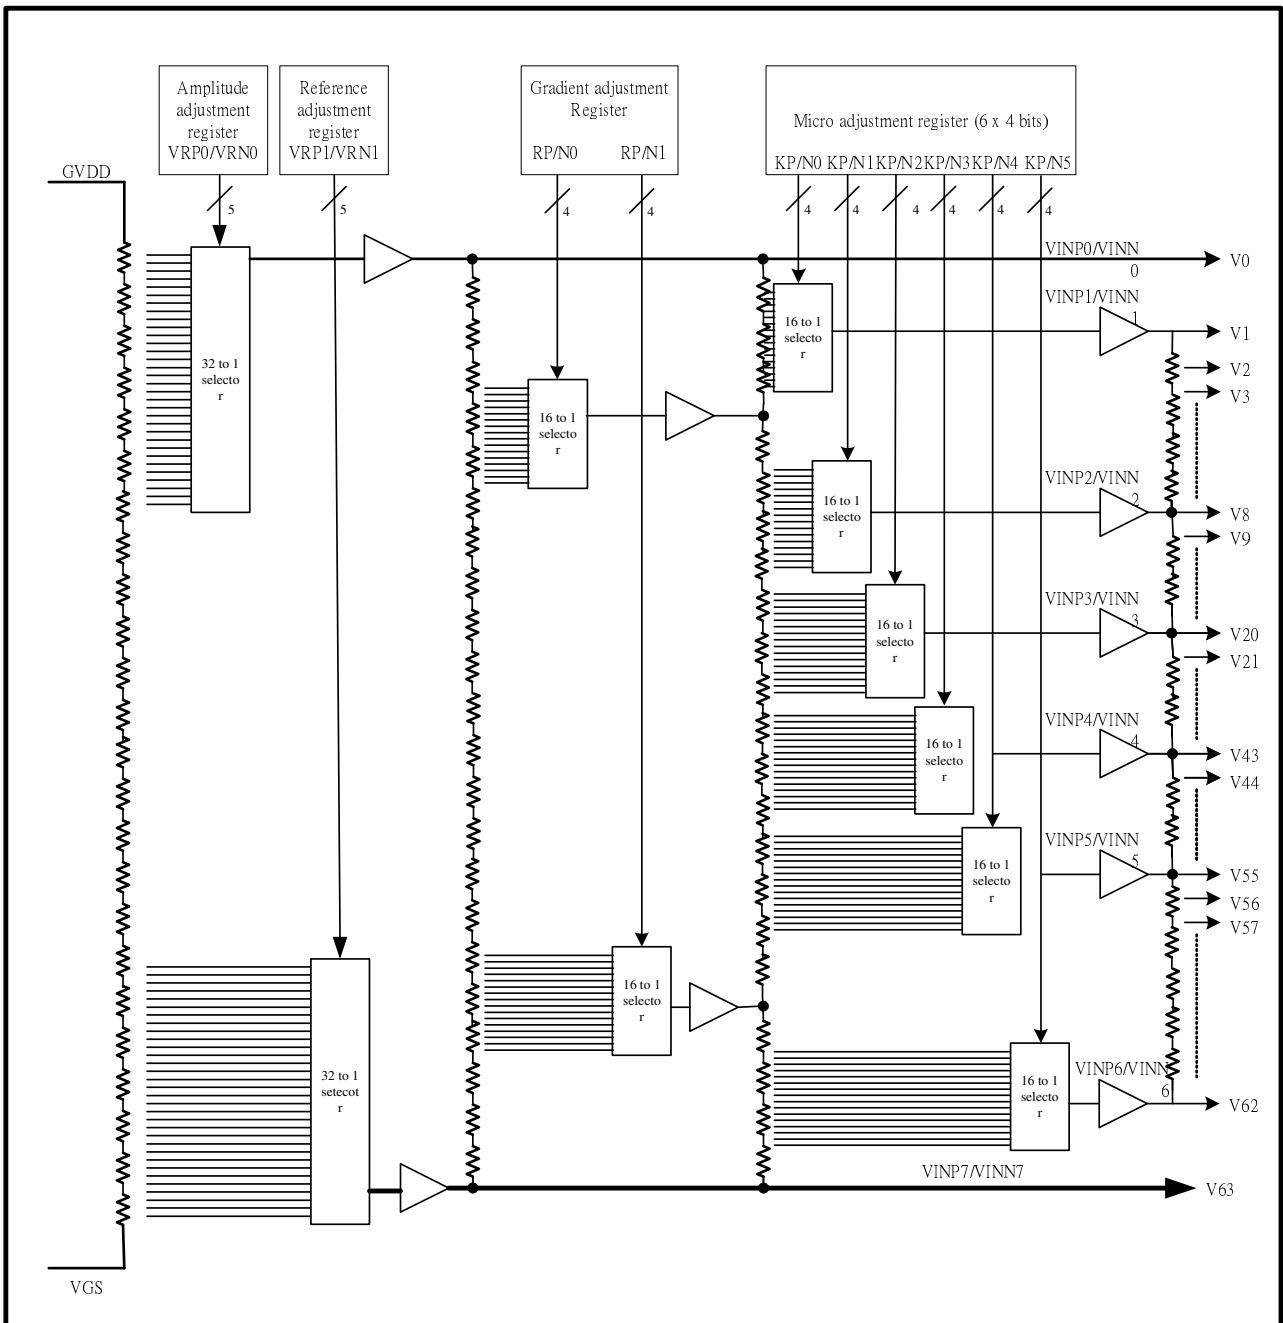 Amplitude
adjustment
register
VRP0/VRN0
Reference
adjustment
register
VRP1/VRN1
Gradient adjustment
Register
RP/N0
RP/N1
Micro adjustment register (6 x 4 bits)
KP/N0 KP/N1 KP/N2 KP/N3 KP/N4 KP/N5
GVDD
5
5
4
4
4
4
4
4
4
4
VINP0/VINN
0
V0
VINP1/VINN
1
V1
16 to 1
selecto
r
V2
V3
32 to 1
selecto
r
16 to 1
selecto
r
VINP2/VINN
2
V8
V9
16 to 1
selecto
r
VINP3/VINN
3
V20
V21
16 to 1
selecto
r
VINP4/VINN
4
V43
V44
16 to 1
selecto
r
VINP5/VINN
5
V55
V56
V57
16 to 1
selecto
r
16 to 1
selecto
r
32 to 1
setecot
r
16 to 1
selecto
r
VINP6/VINN
6
V62
VINP7/VINN7
V63
VGS